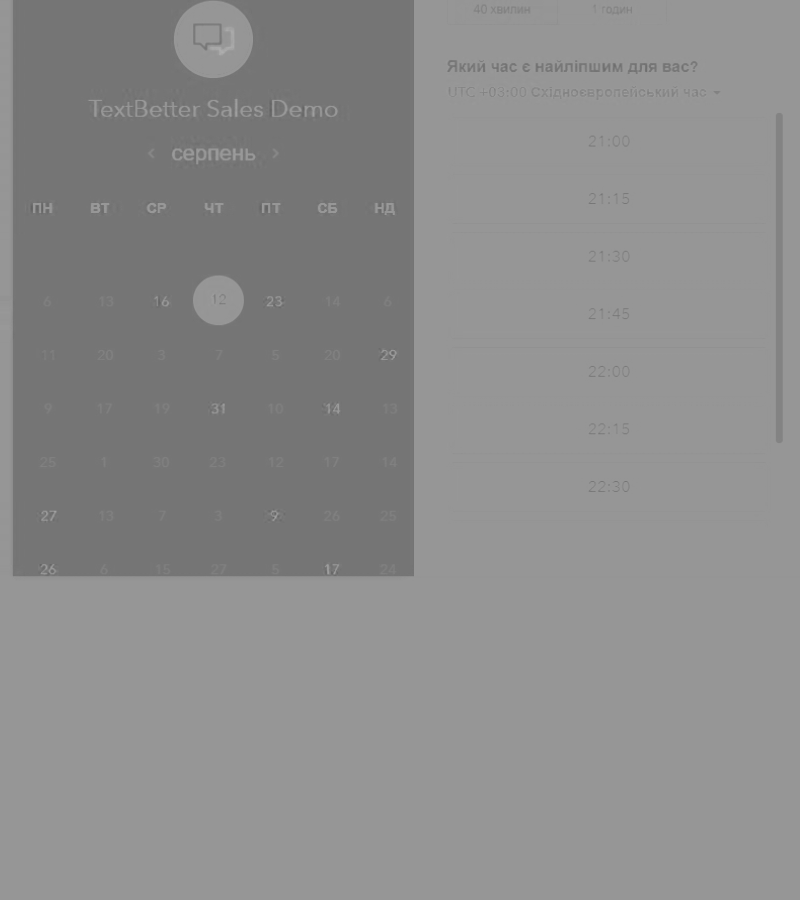 TextBetter Sales Demo
серпень
ПН ВТ СР ЧТ ПТ СБ НД
6 13 16 12 23 14 6
11 20 3 7 5 20 29
9 17 19 31 10 14 13
25 1 30 23 12 17 14
27 13 7 3 9 26 25
26 6 15 27 5 17 24
40 хвилин 1 годин
Який час є найліпшим для вас?
UTC +03:00 Східноєвропейський час
21:00
21:15
21:30
21:45
22:00
22:15
22:30